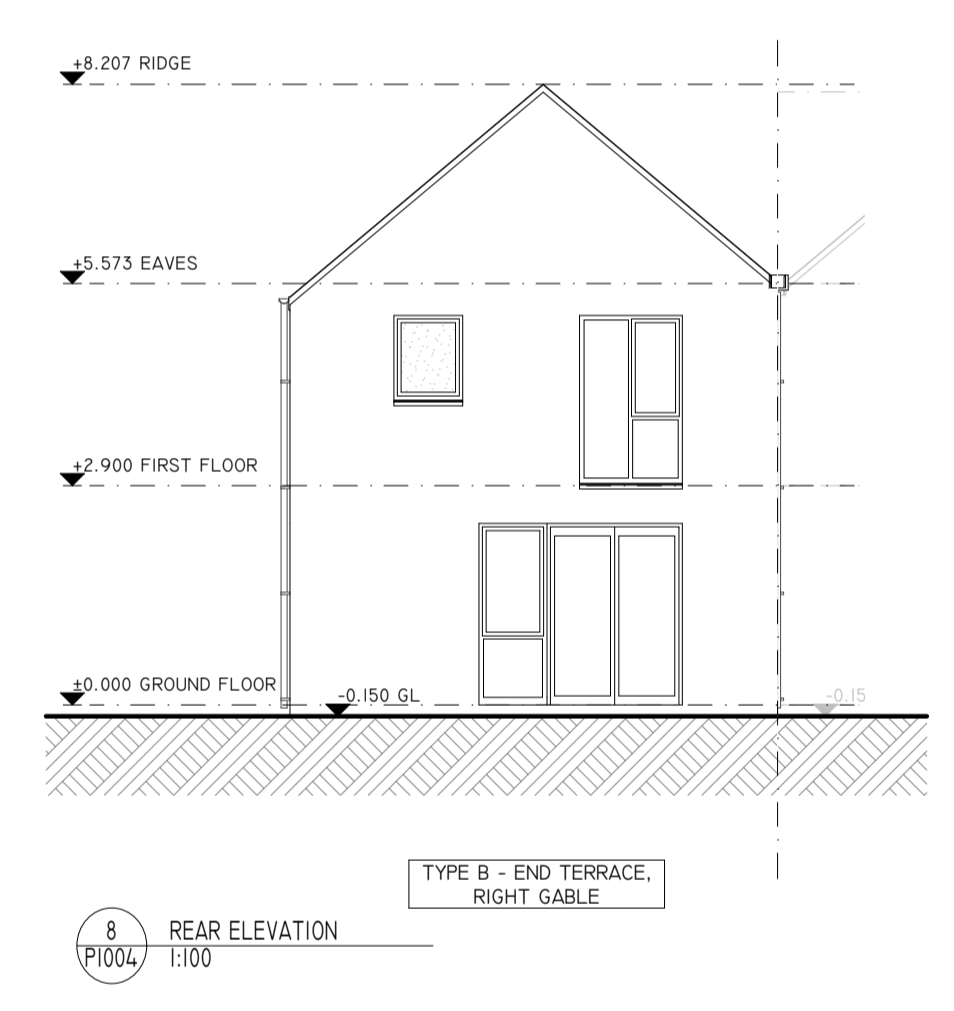 +8.207 RIDGE
+5.573 EAVES
+2.900 FIRST FLOOR
±0.000 GROUND FLOOR
-0.150 GL
-0.15
TYPE B - END TERRACE,
RIGHT GABLE
8
P1004
REAR ELEVATION
1:100